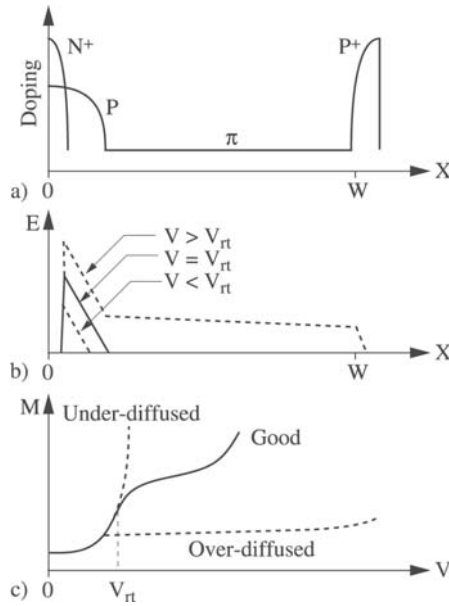 Doping
N+
P
π
P+
a)
0
W
X
E
V > Vrt
V = Vrt
V < Vrt
b)
0
W
X
M
Under-diffused
Good
Over-diffused
c)
0
Vrt
V